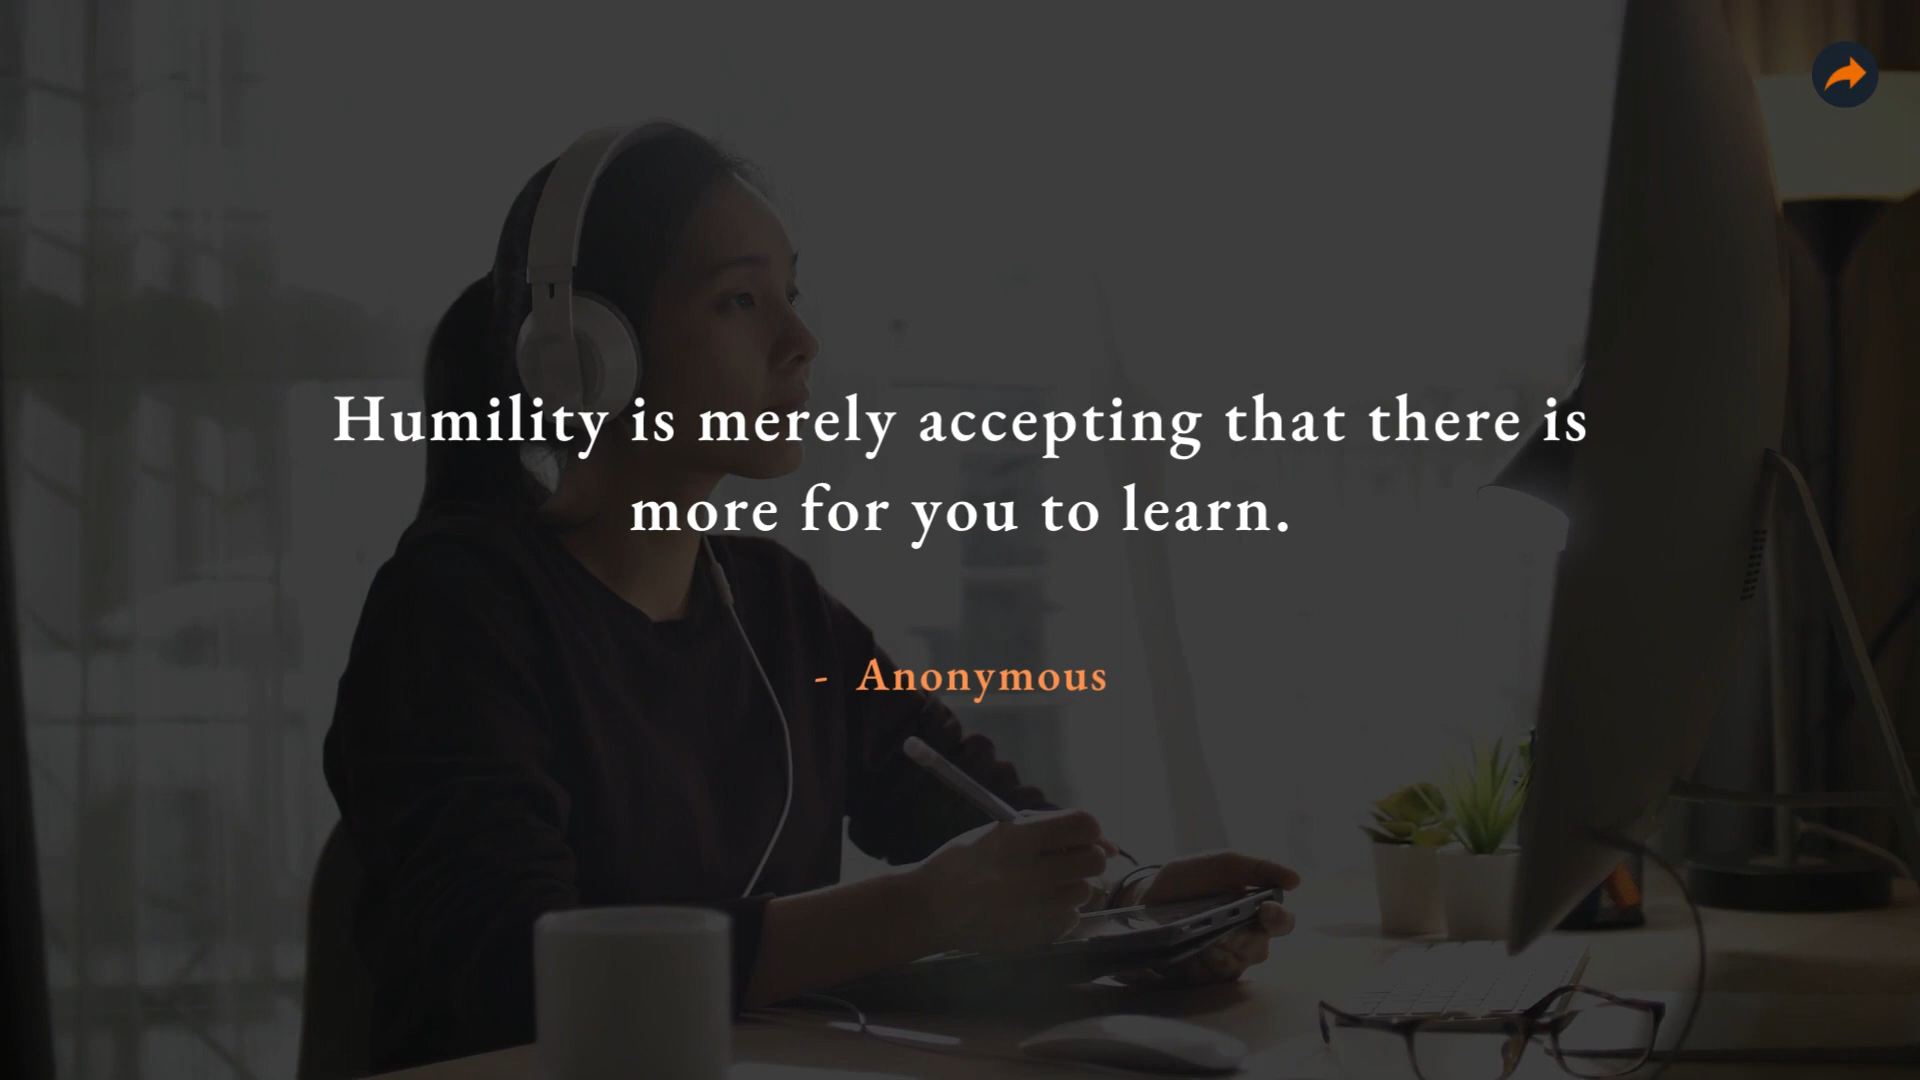 Humility is merely accepting that there is
more for you to learn.
- Anonymous